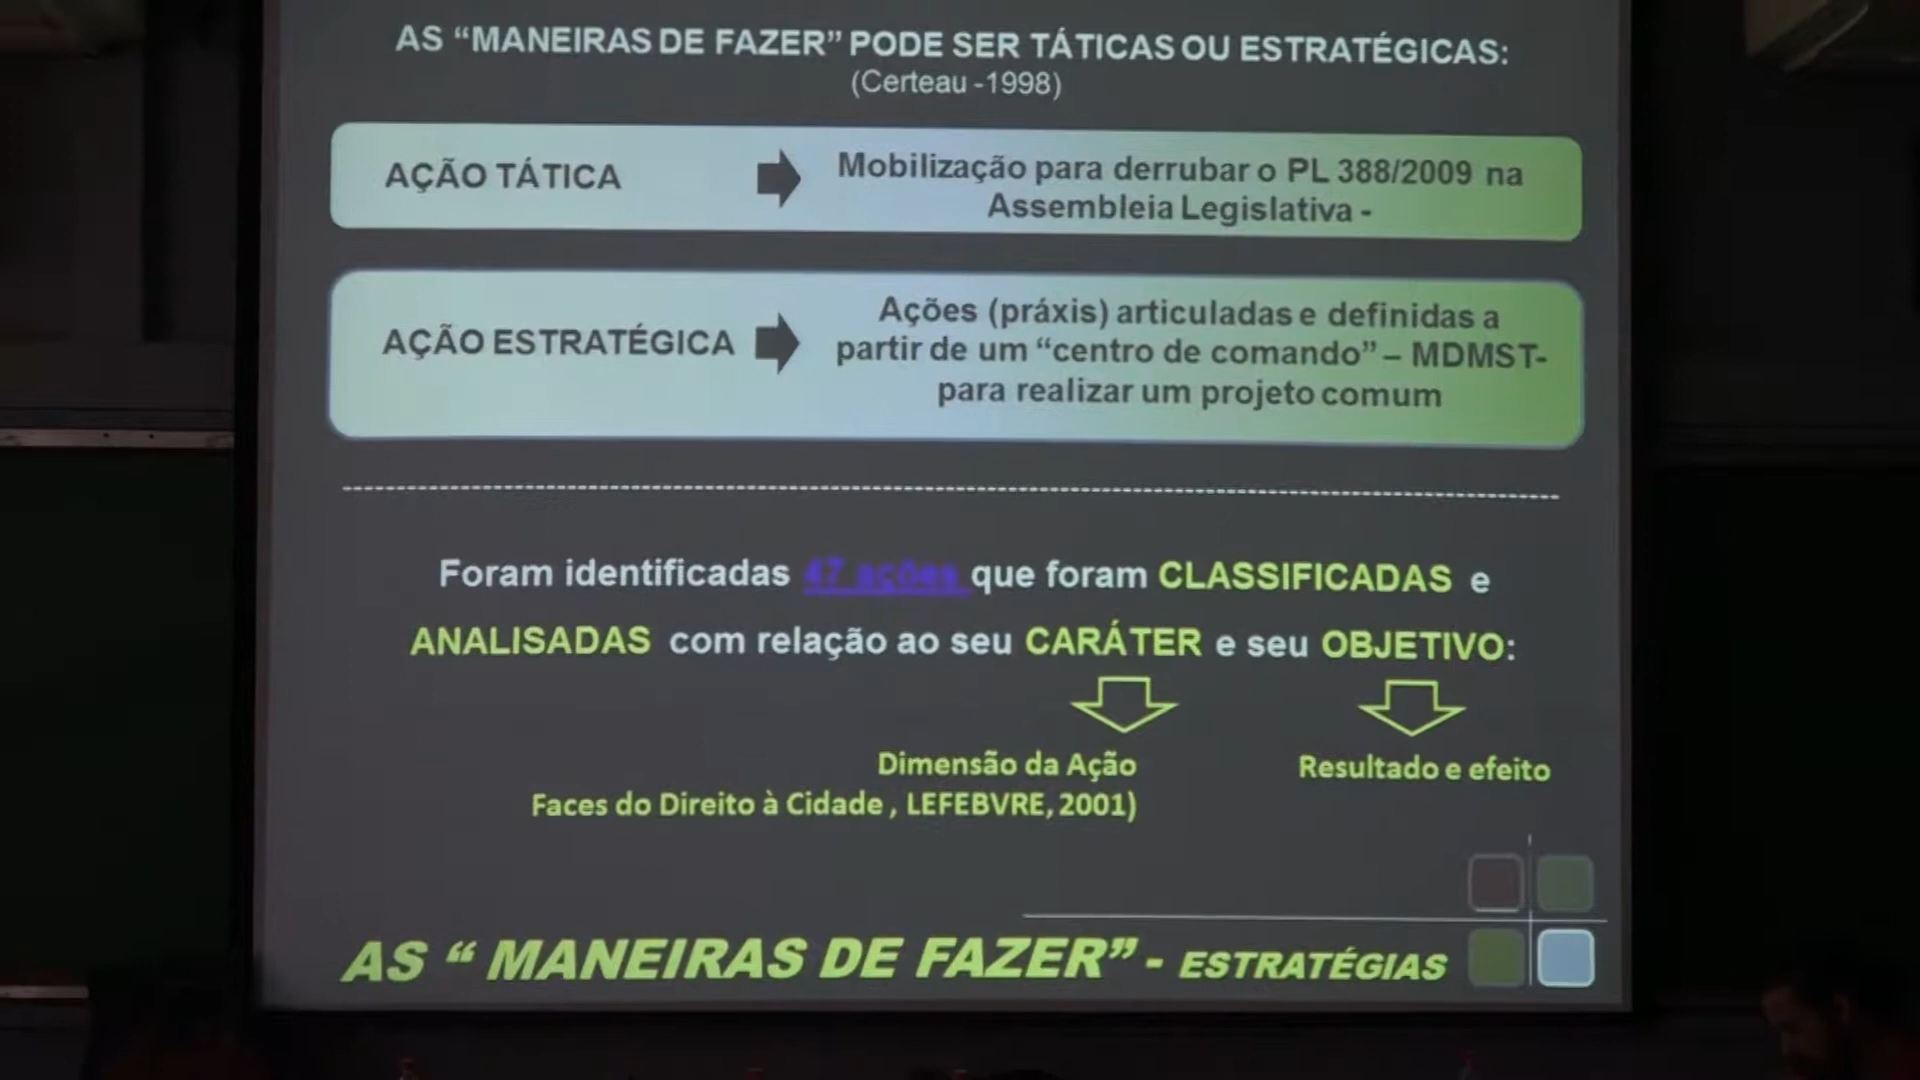 AS “MANEIRAS DE FAZER” PODE SER TÁTICAS OU ESTRATÉGICAS:
(Certeau -1998)
AÇÃO TÁTICA
Mobilização para derrubar o PL 388/2009 na
Assembleia Legislativa -
AÇÃO ESTRATÉGICA
Ações (práxis) articuladas e definidas a
partir de um “centro de comando” – MDMST-
para realizar um projeto comum
Foram identificadas 47 ações que foram CLASSIFICADAS e
ANALISADAS com relação ao seu CARÁTER e seu OBJETIVO:
Dimensão da Ação
Faces do Direito à Cidade , LEFEBVRE, 2001)
Resultado e efeito
AS “ MANEIRAS DE FAZER” - ESTRATÉGIAS